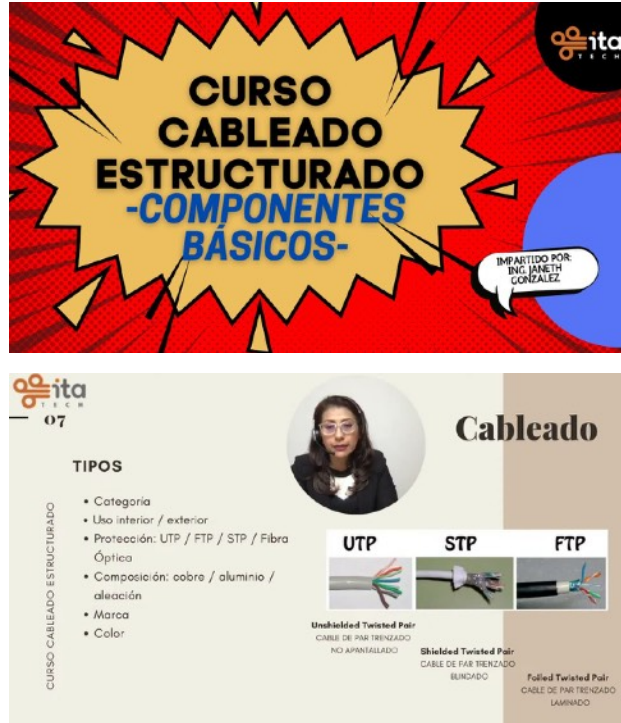 ita
TECH
CURSO
CABLEADO
ESTRUCTURADO
-COMPONENTES
BÁSICOS-
IMPARTIDO POR:
ING. JANETH
GONZALEZ
ita
TECH
07
Cableado
TIPOS
CURSO CABLEADO ESTRUCTURADO
• Categoría
• Uso interior / exterior
• Protección: UTP / FTP / STP / Fibra
Óptica
• Composición: cobre / aluminio /
aleación
• Marca
• Color
UTP
STP
FTP
Unshielded Twisted Pair
CABLE DE PAR TRENZADO
NO APANTALLADO
Shielded Twisted Pair
CABLE DE PAR TRENZADO
BLINDADO
Foiled Twisted Pair
CABLE DE PAR TRENZADO
LAMINADO